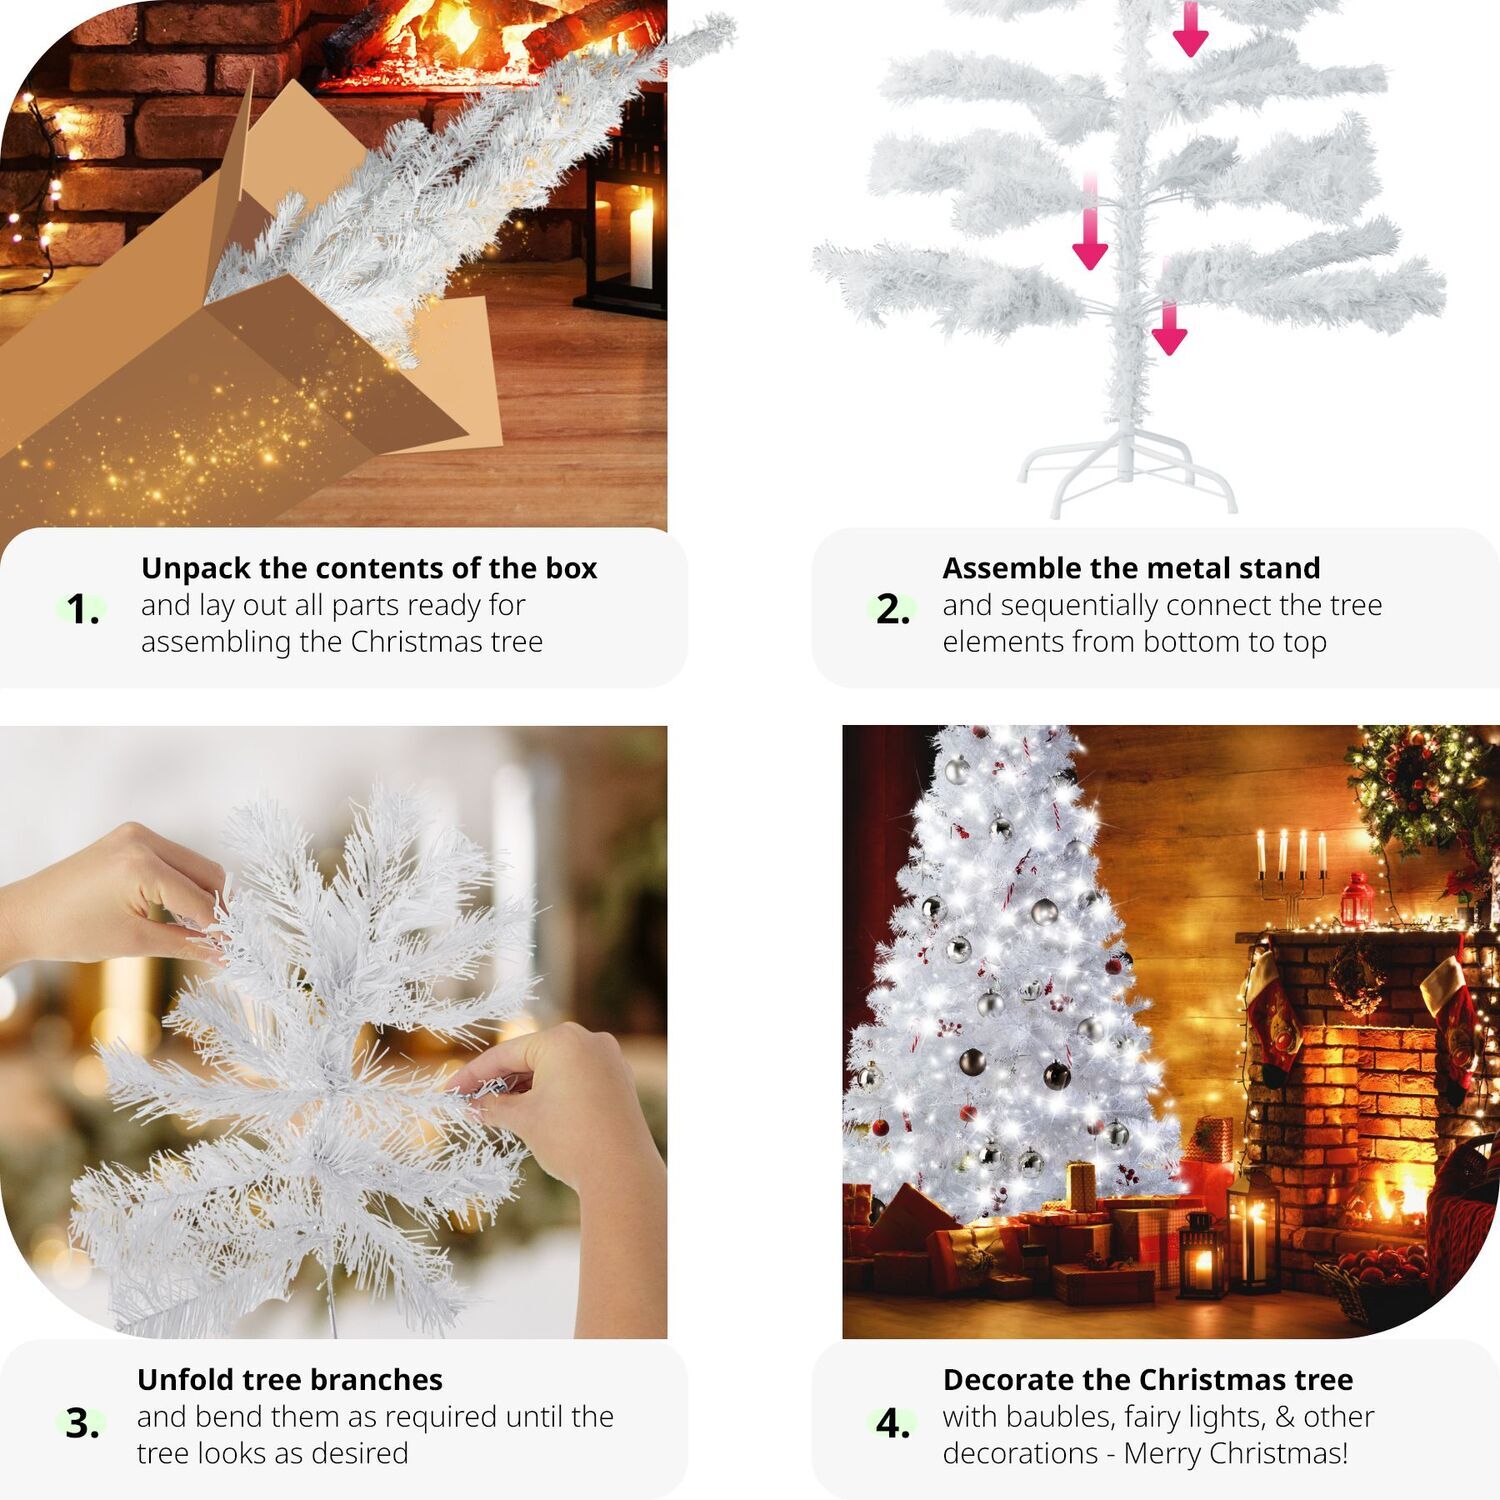 1.
Unpack the contents of the box
and lay out all parts ready for
assembling the Christmas tree
2.
Assemble the metal stand
and sequentially connect the tree
elements from bottom to top
3.
Unfold tree branches
and bend them as required until the
tree looks as desired
4.
Decorate the Christmas tree
with baubles, fairy lights, & other
decorations - Merry Christmas!